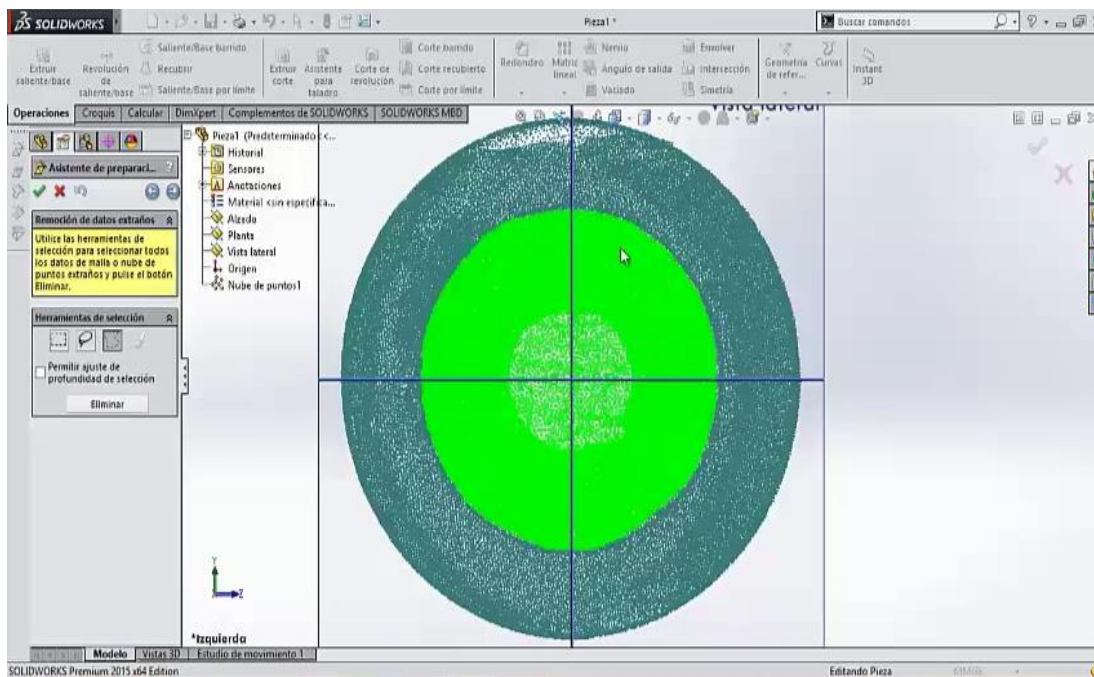 SOLIDWORKS
Pieza1 *
Buscar comandos
Extruir saliente/base
Revolución de saliente/base
Saliente/Base barrido
Recubrir
Saliente/Base por límite
Extruir corte
Asistente para taladro
Corte de revolución
Corte barrido
Corte recubierto
Corte por límite
Redondeo
Matriz lineal
Nervio
Ángulo de salida
Vaciado
Envolver
Intersección
Simetría
Geometría de refer...
Curvas
Instant 3D
Operaciones
Croquis
Calcular
DimXpert
Complementos de SOLIDWORKS
SOLIDWORKS MBD
Vista lateral
Asistente de preparaci...
?
Remoción de datos extraños
Utilice las herramientas de
selección para seleccionar todos
los datos de malla o nube de
puntos extraños y pulse el botón
Eliminar.
Herramientas de selección
Permitir ajuste de
profundidad de selección
Eliminar
Pieza1 (Predeterminado<...
Historial
Sensores
Anotaciones
Material <sin especifica...
Alzado
Planta
Vista lateral
Origen
Nube de puntos1
Y
Z
*Izquierda
Modelo
Vistas 3D
Estudio de movimiento 1
SOLIDWORKS Premium 2015 x64 Edition
Editando Pieza